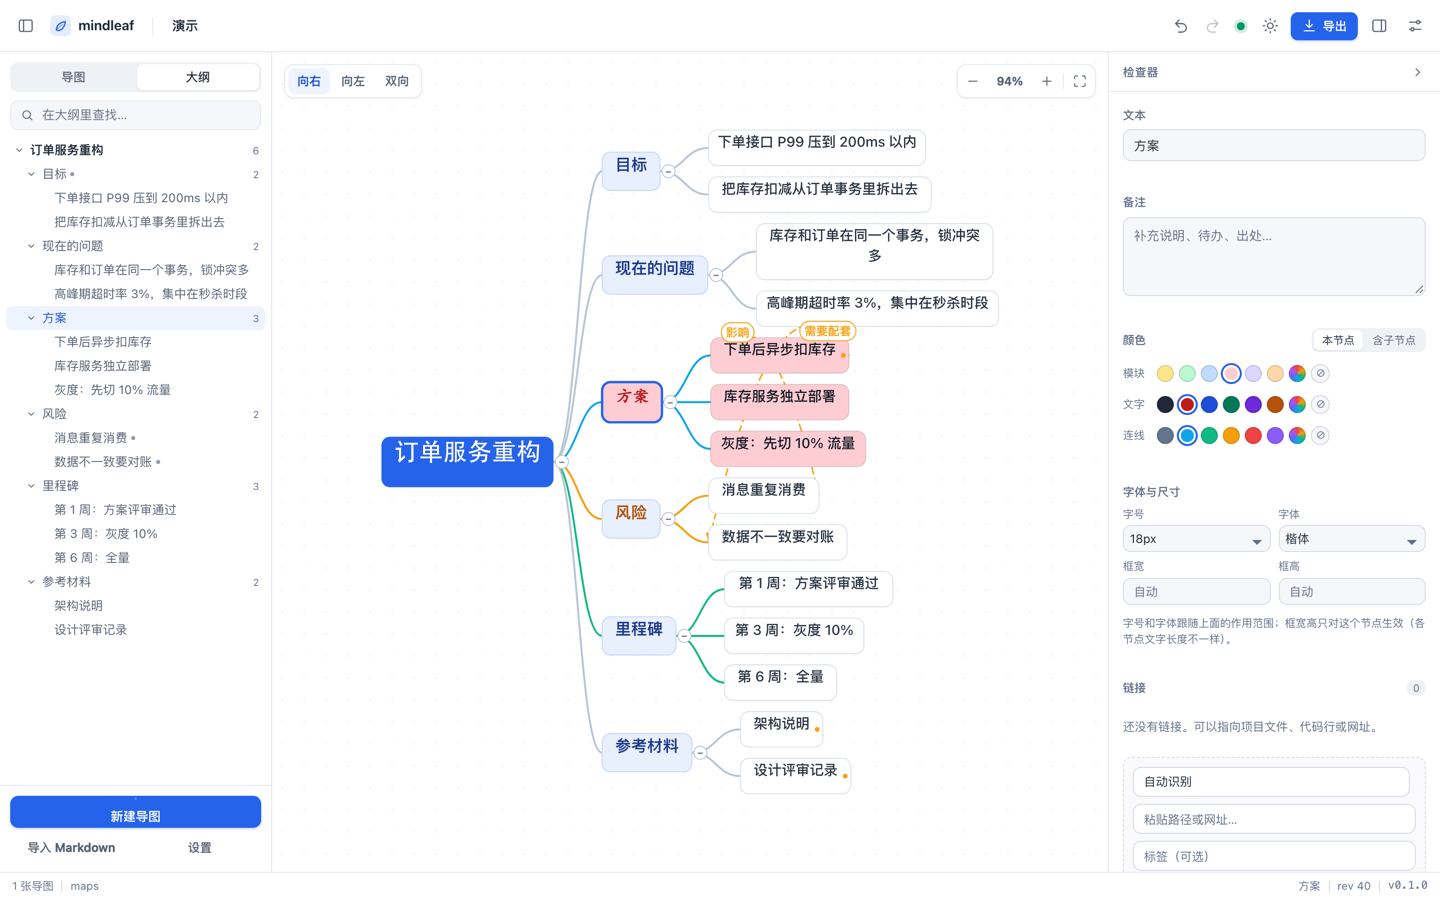 mindleaf
演示
导出
导图
大纲
在大纲里查找...
订单服务重构 6
目标 2
下单接口 P99 压到 200ms 以内
把库存扣减从订单事务里拆出去
现在的问题 2
库存和订单在同一个事务，锁冲突多
高峰期超时率 3%，集中在秒杀时段
方案 3
下单后异步扣库存
库存服务独立部署
灰度：先切 10% 流量
风险 2
消息重复消费
数据不一致要对账
里程碑 3
第 1 周：方案评审通过
第 3 周：灰度 10%
第 6 周：全量
参考材料 2
架构说明
设计评审记录
新建导图
导入 Markdown
设置
1 张导图
maps
向右
向左
双向
94%
订单服务重构
目标
下单接口 P99 压到 200ms 以内
把库存扣减从订单事务里拆出去
现在的问题
库存和订单在同一个事务，锁冲突
多
高峰期超时率 3%，集中在秒杀时段
影响
需要配套
方案
下单后异步扣库存
库存服务独立部署
灰度：先切 10% 流量
风险
消息重复消费
数据不一致要对账
里程碑
第 1 周：方案评审通过
第 3 周：灰度 10%
第 6 周：全量
参考材料
架构说明
设计评审记录
检查器
文本
方案
备注
补充说明、待办、出处...
颜色
本节点
含子节点
模块
文字
连线
字体与尺寸
字号
字体
18px
楷体
框宽
框高
自动
自动
字号和字体跟随上面的作用范围；框宽高只对这个节点生效（各
节点文字长度不一样）。
链接
0
还没有链接。可以指向项目文件、代码行或网址。
自动识别
粘贴路径或网址...
标签（可选）
方案
rev 40
v0.1.0